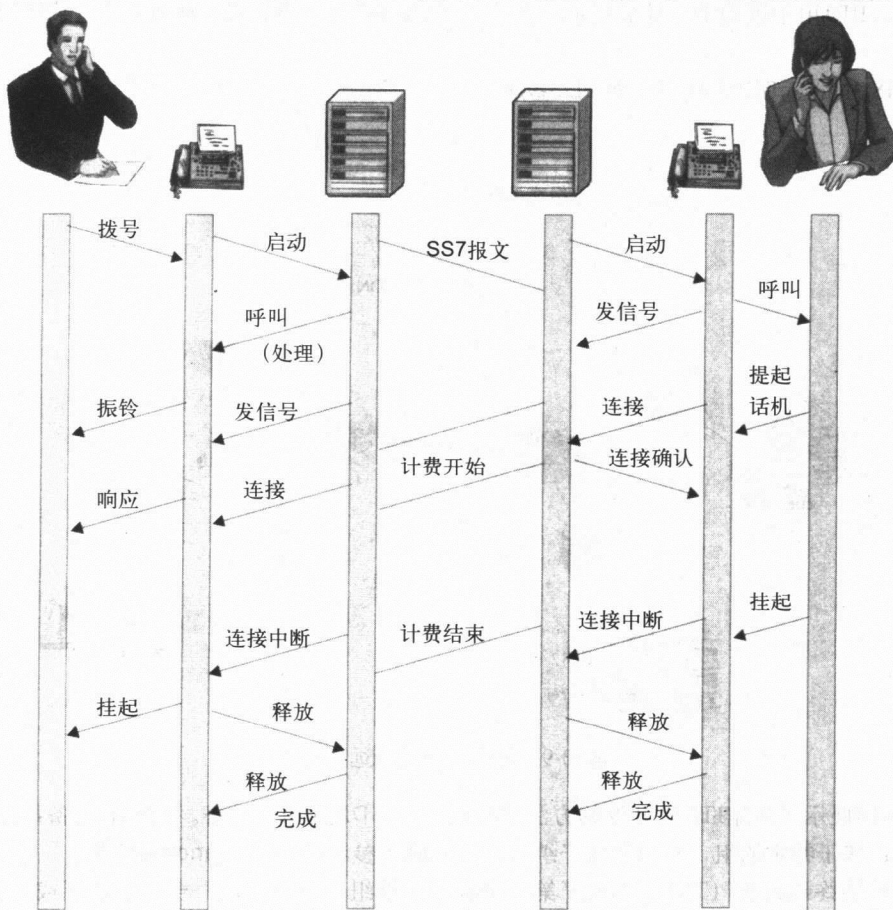 拨号
启动
SS7报文
启动
呼叫
发信号
呼叫
(处理)
提起
话机
振铃
发信号
连接
计费开始
连接确认
响应
连接
挂起
连接中断
计费结束
连接中断
挂起
释放
释放
释放
完成
释放
完成